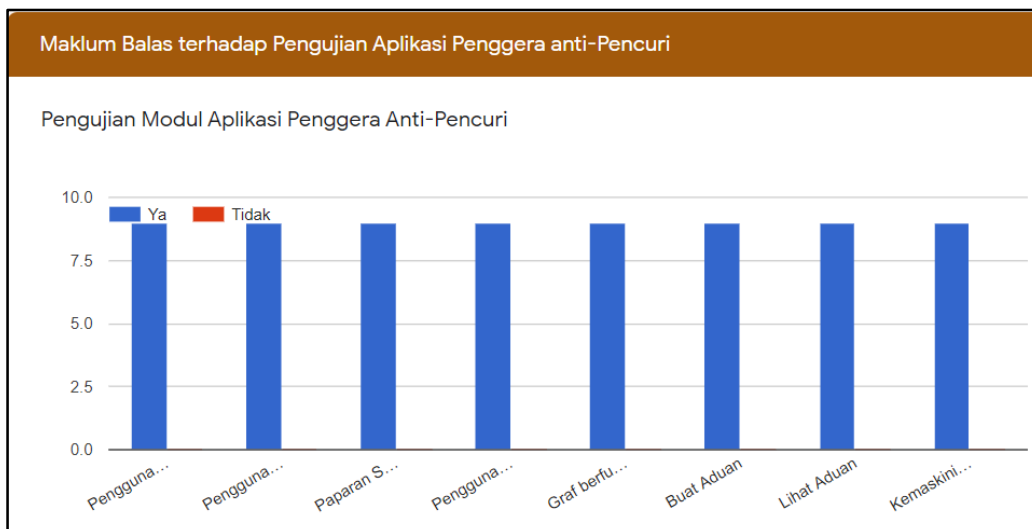 Maklum Balas terhadap Pengujian Aplikasi Penggera anti-Pencuri
Pengujian Modul Aplikasi Penggera Anti-Pencuri
10.0
Ya Tidak
7.5
5.0
2.5
0.0
Pengguna...
Pengguna...
Paparan S...
Pengguna...
Graf berfu...
Buat Aduan
Lihat Aduan
Kemaskini...